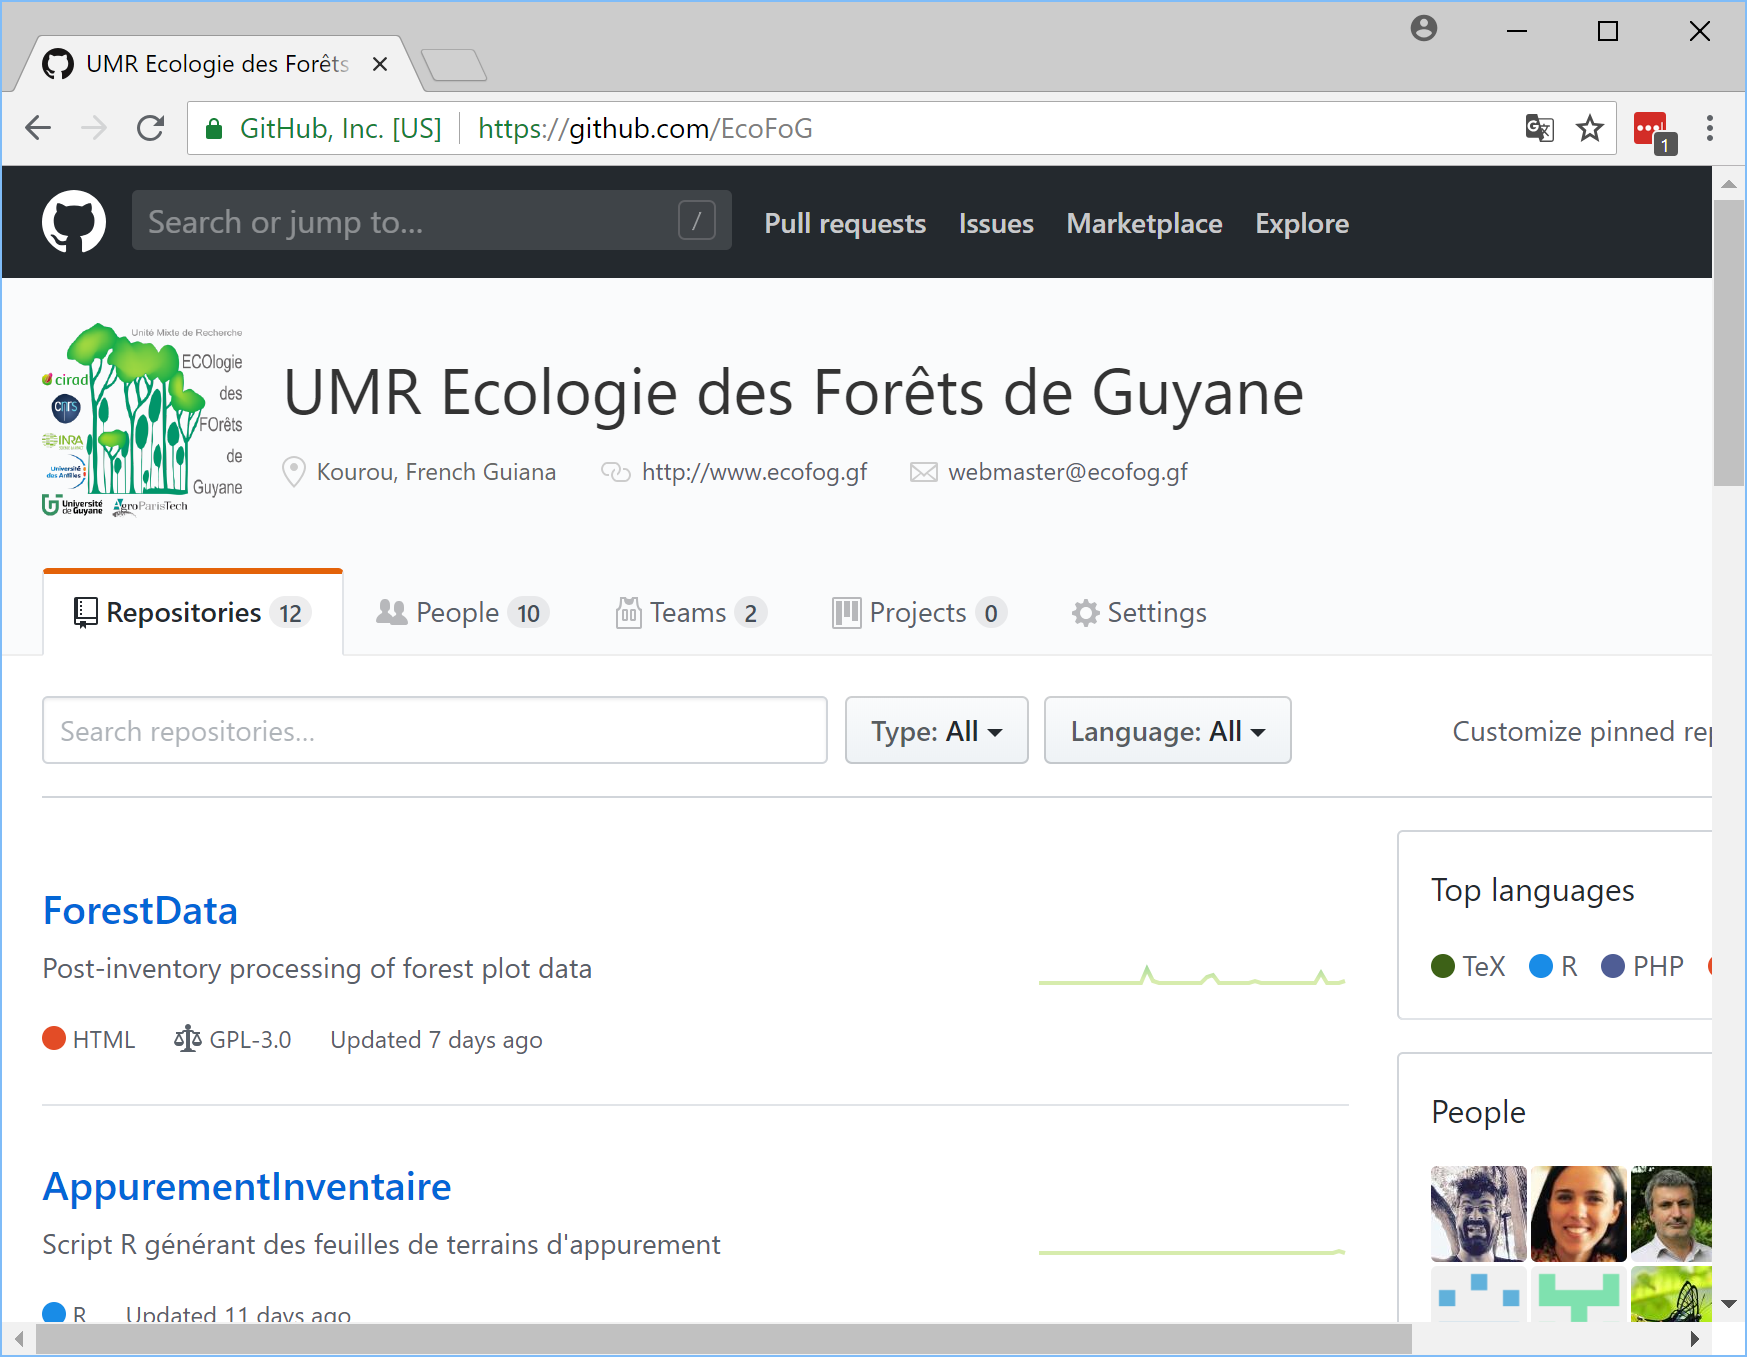 UMR Ecologie des Forêts
GitHub, Inc. [US] https://github.com/EcoFoG
1
Search or jump to... / Pull requests Issues Marketplace Explore
Unité Mixte de Recherche
ECOlogie
des
FOrêts
de
Guyane
cirad
cnrs
INRA
Université
des Antilles
Université
de Guyane
AgroParisTech
UMR Ecologie des Forêts de Guyane
Kourou, French Guiana http://www.ecofog.gf webmaster@ecofog.gf
Repositories 12 People 10 Teams 2 Projects 0 Settings
Search repositories... Type: All Language: All Customize pinned rep
ForestData
Post-inventory processing of forest plot data
HTML GPL-3.0 Updated 7 days ago
AppurementInventaire
Script R générant des feuilles de terrains d'appurement
R Updated 11 days ago
Top languages
TeX R PHP
People